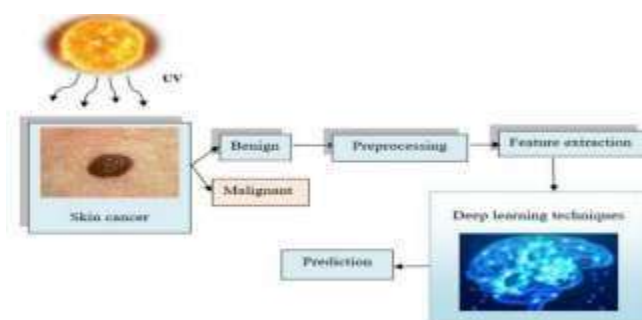 UV
Benign
Preprocessing
Feature extraction
Malignant
Skin cancer
Deep learning techniques
Prediction